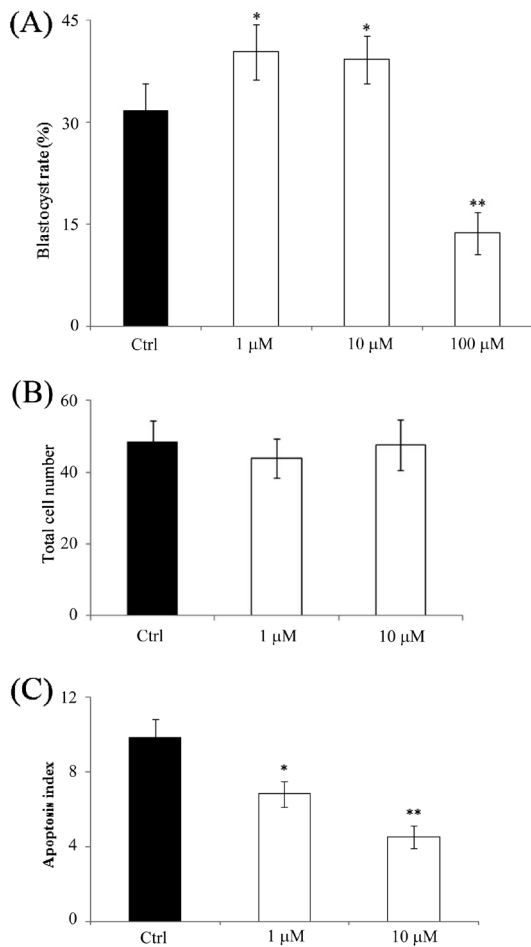 (A)
Blastocyst rate (%)
45
30
15
0
*
*
**
Ctrl 1 μM 10 μM 100 μM
(B)
Total cell number
60
40
20
0
Ctrl 1 μM 10 μM
(C)
Apoptosis index
12
8
4
0
*
**
Ctrl 1 μM 10 μM